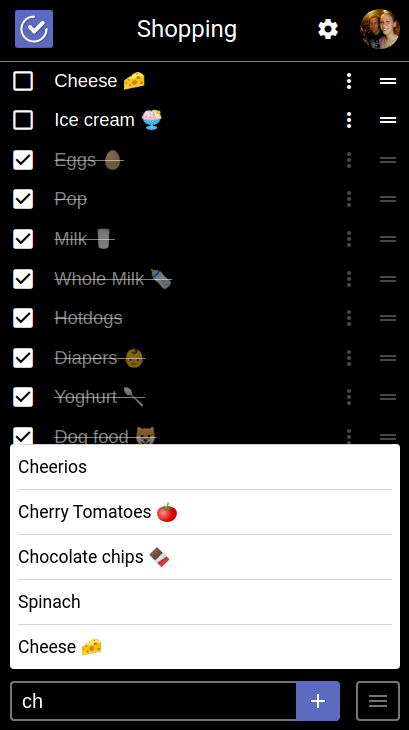 Shopping
Cheese 🧀
Ice cream 🍨
Eggs 🥚
Pop
Milk 🥛
Whole Milk 🍼
Hotdogs
Diapers 👶
Yoghurt 🥄
Dog food 🐕
Cheerios
Cherry Tomatoes 🍅
Chocolate chips 🍫
Spinach
Cheese 🧀
ch
+